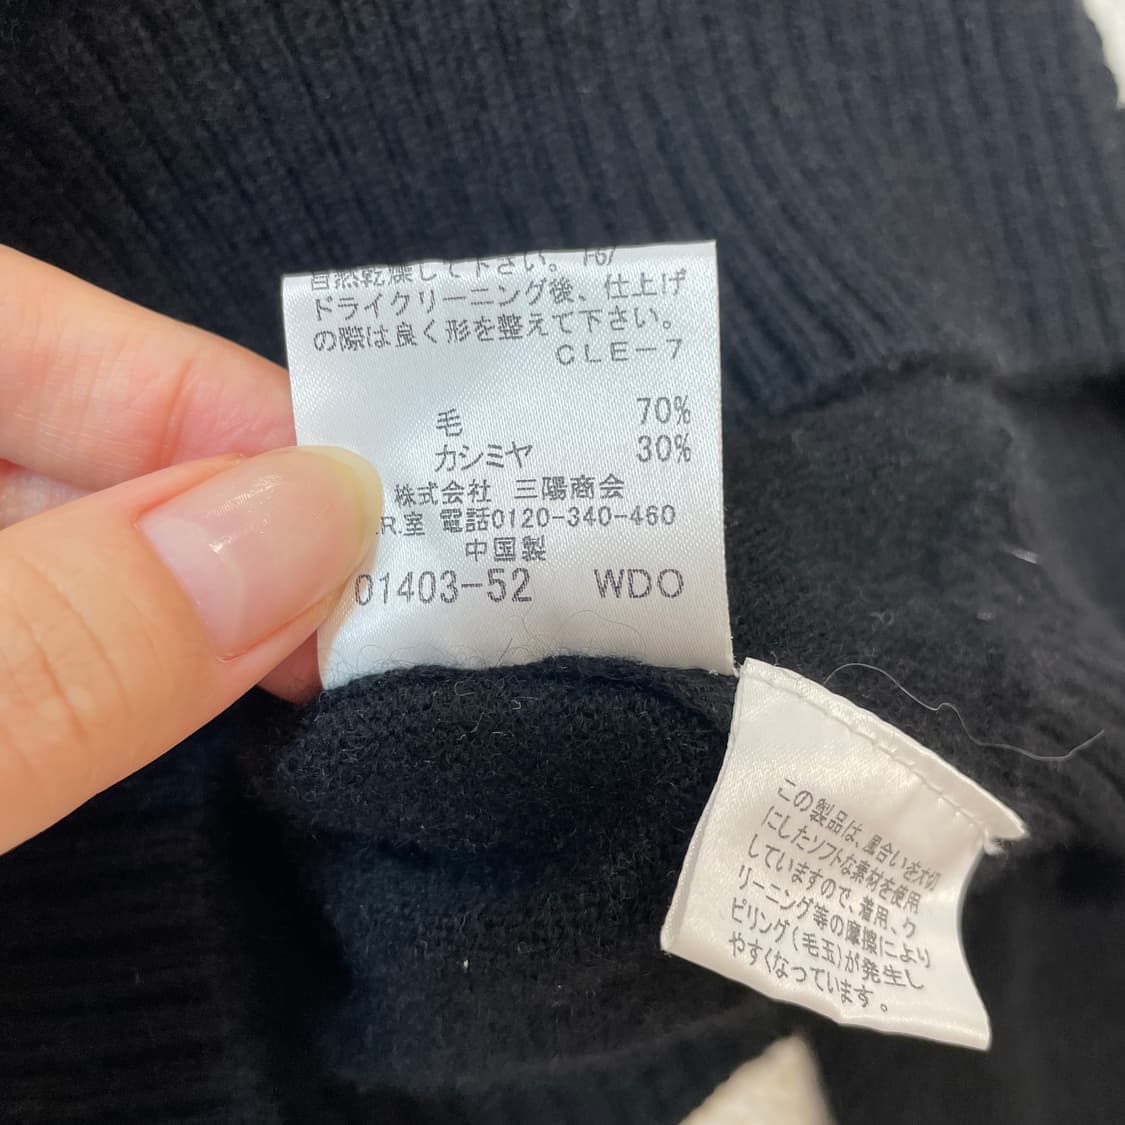 自然乾燥して下さい。 F67
ドライクリーニング後、仕上げ
の際は良く形を整えて下さい。
CLE-7
毛 70%
カシミヤ 30%
株式会社 三陽商会
.R.室 電話0120-340-460
中国製
01403-52 WDO
この製品は、風合いを大切
にしたソフトな素材を使用
していますので、着用、ク
リーニング等の摩擦により
ピリング(毛玉)が発生し
やすくなっています。